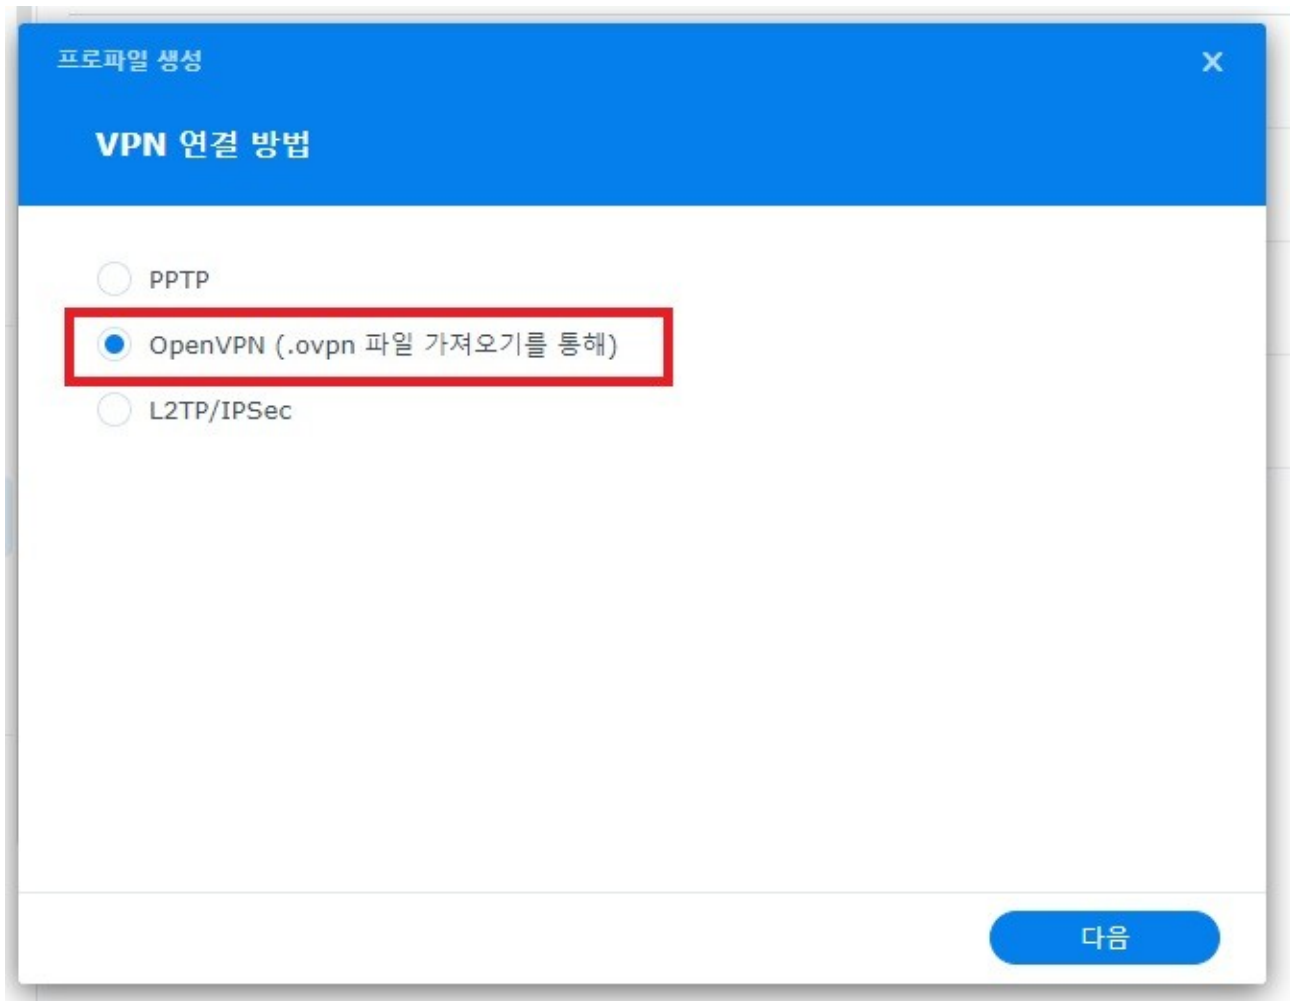 프로파일 생성
VPN 연결 방법
PPTP
OpenVPN (.ovpn 파일 가져오기를 통해)
L2TP/IPSec
다음